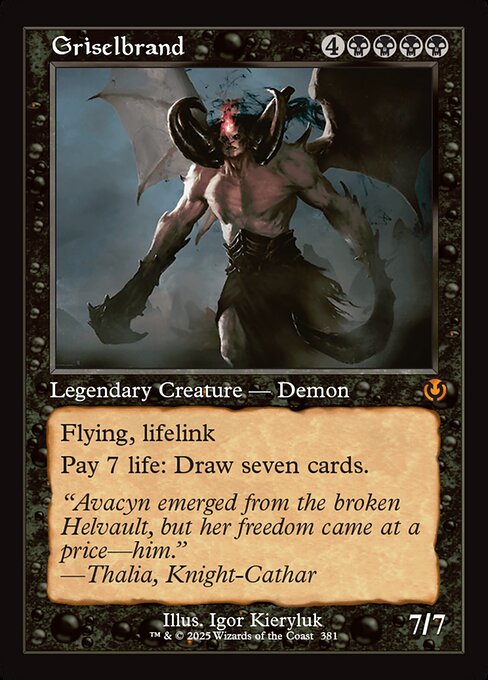 Griselbrand 4
Legendary Creature — Demon
Flying, lifelink
Pay 7 life: Draw seven cards.
“Avacyn emerged from the broken
Helvault, but her freedom came at a
price—him.”
—Thalia, Knight-Cathar
Illus. Igor Kieryluk
™ & © 2025 Wizards of the Coast 381
7/7